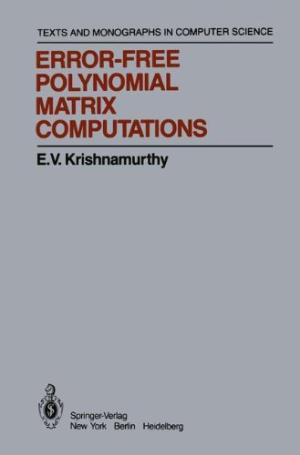 TEXTS AND MONOGRAPHS IN COMPUTER SCIENCE
ERROR-FREE
POLYNOMIAL
MATRIX
COMPUTATIONS
E.V. Krishnamurthy
Springer-Verlag
New York Berlin Heidelberg